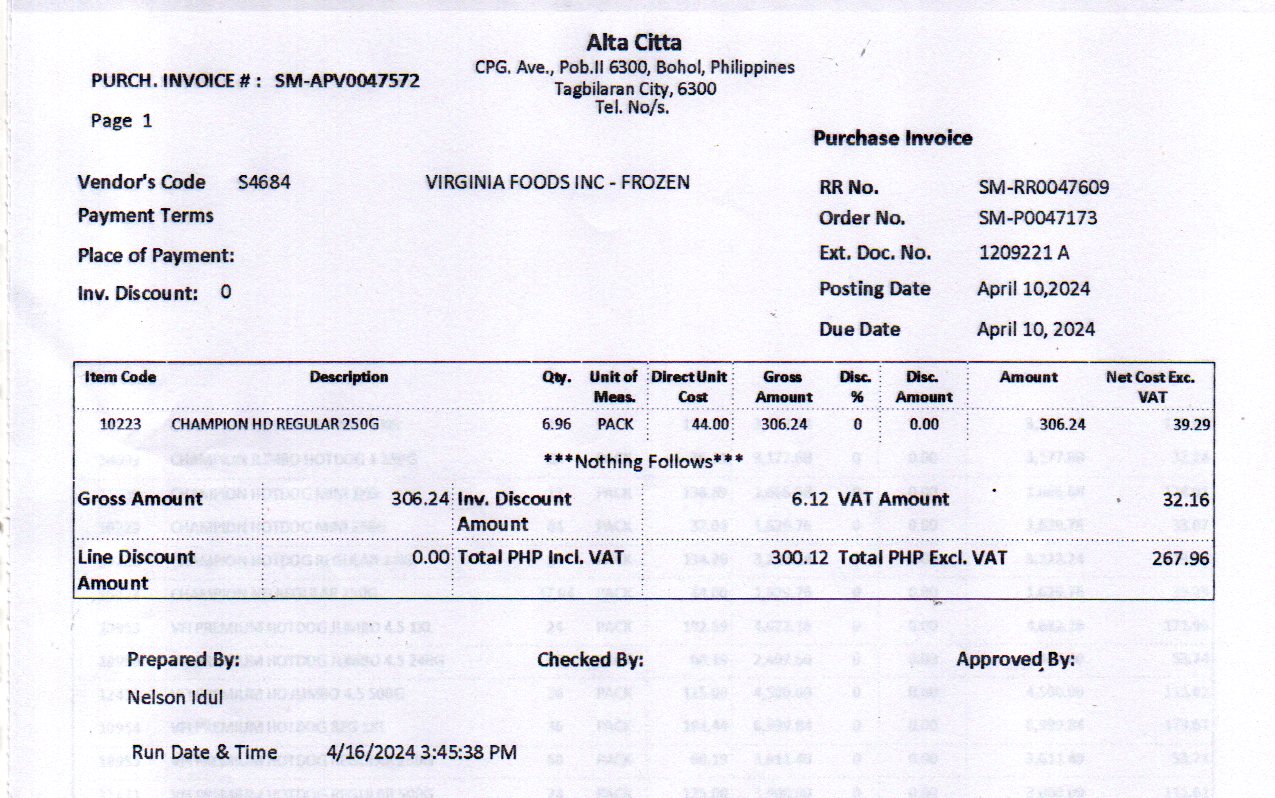 Alta Citta
CPG. Ave., Pob.II 6300, Bohol, Philippines
PURCH. INVOICE # : SM-APV0047572
Tagbilaran City, 6300
Tel. No/s.
Page 1
Purchase Invoice
Vendor's Code S4684 VIRGINIA FOODS INC - FROZEN
RR No. SM-RR0047609
Payment Terms
Order No. SM-P0047173
Place of Payment:
Ext. Doc. No. 1209221 A
Inv. Discount: 0
Posting Date April 10,2024
Due Date April 10, 2024
Item Code Description Qty. Unit of Meas. Direct Unit Cost Gross Amount Disc. % Disc. Amount Amount Net Cost Exc. VAT
10223 CHAMPION HD REGULAR 250G 6.96 PACK 44.00 306.24 0 0.00 306.24 39.29
***Nothing Follows***
Gross Amount 306.24 Inv. Discount Amount 6.12 VAT Amount 32.16
Line Discount Amount 0.00 Total PHP Incl. VAT 300.12 Total PHP Excl. VAT 267.96
Prepared By: Checked By: Approved By:
Nelson Idul
Run Date & Time 4/16/2024 3:45:38 PM